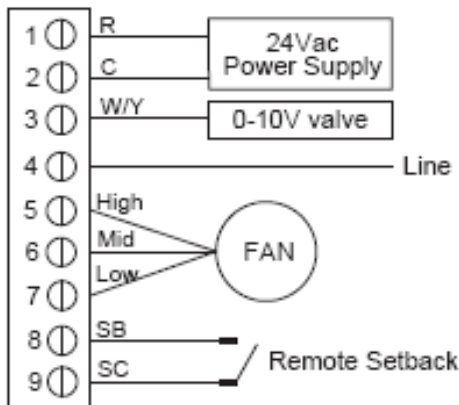 1 R
24Vac
2 C Power Supply
3 W/Y 0-10V valve
4 Line
5 High
6 Mid FAN
7 Low
8 SB
Remote Setback
9 SC